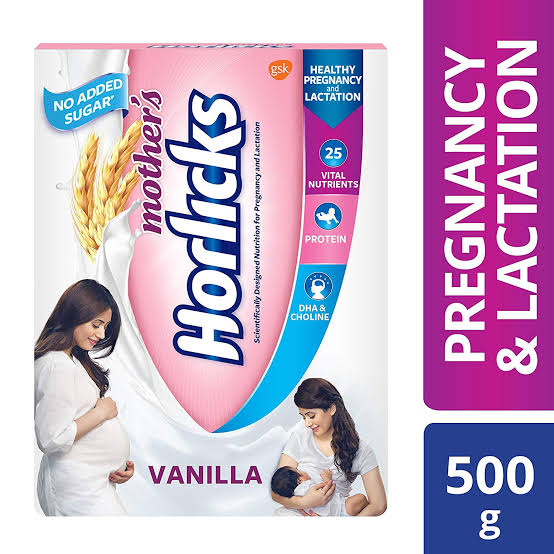 NO ADDED
SUGAR*
mother's
Horlicks
Scientifically Designed Nutrition for Pregnancy and Lactation
gsk
HEALTHY
PREGNANCY
and
LACTATION
25
VITAL
NUTRIENTS
PROTEIN
DHA &
CHOLINE
VANILLA
PREGNANCY
& LACTATION
500
g